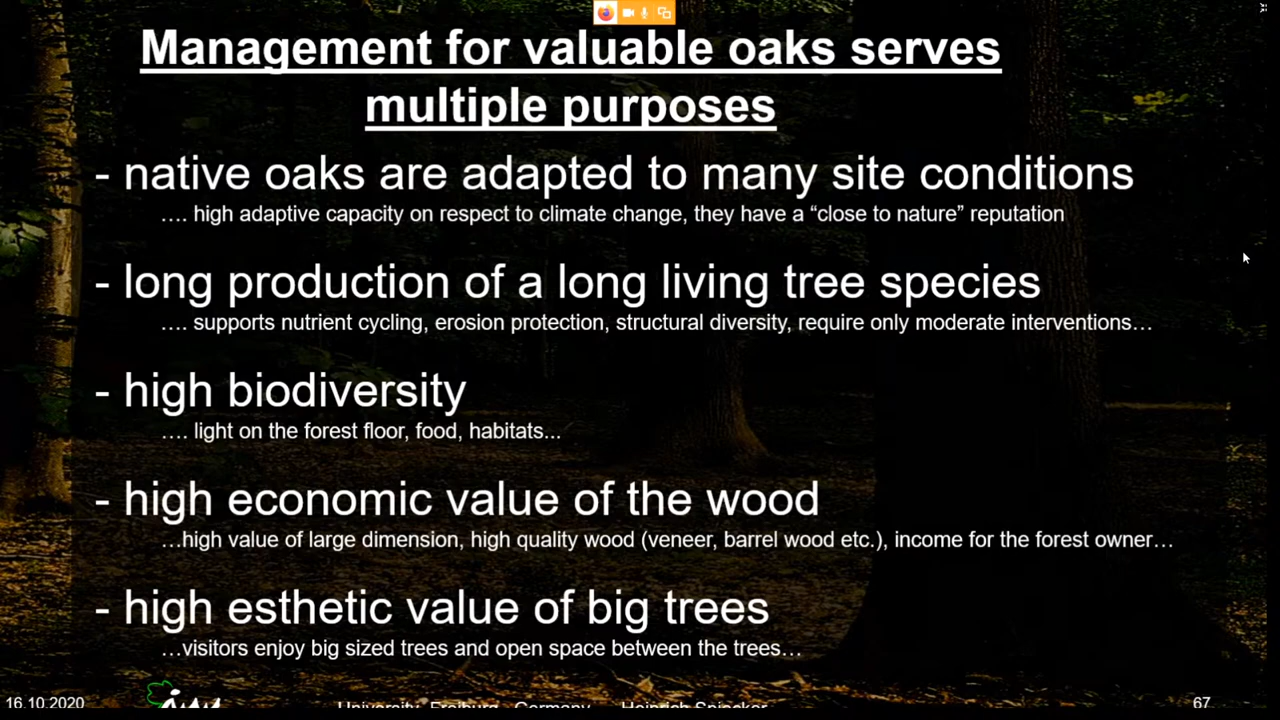 Management for valuable oaks serves
multiple purposes
- native oaks are adapted to many site conditions
.... high adaptive capacity on respect to climate change, they have a “close to nature” reputation
- long production of a long living tree species
.... supports nutrient cycling, erosion protection, structural diversity, require only moderate interventions...
- high biodiversity
.... light on the forest floor, food, habitats...
- high economic value of the wood
...high value of large dimension, high quality wood (veneer, barrel wood etc.), income for the forest owner...
- high esthetic value of big trees
...visitors enjoy big sized trees and open space between the trees...
16.10.2020
University Freiburg Germany Heinrich Spiecker
67